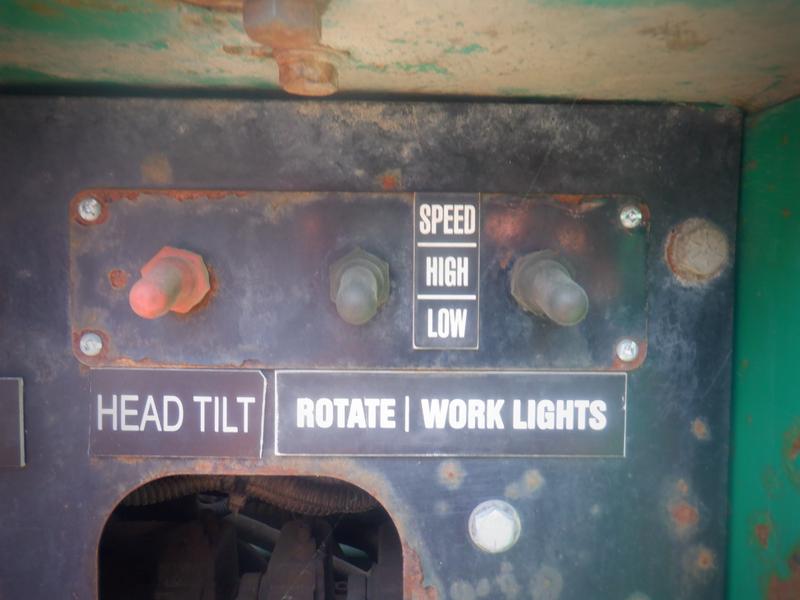 SPEED
HIGH
LOW
HEAD TILT
ROTATE | WORK LIGHTS